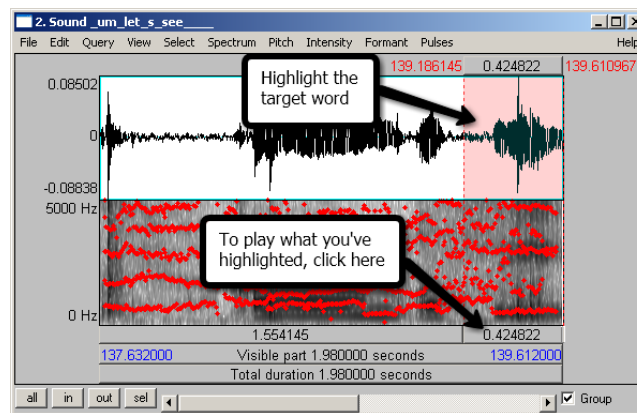 2. Sound _um_let_s_see____
File Edit Query View Select Spectrum Pitch Intensity Formant Pulses Help
139.186145 0.424822 139.610967
0.08502
Highlight the
target word
0
-0.08838
5000 Hz
To play what you've
highlighted, click here
0 Hz
1.554145 0.424822
137.632000 Visible part 1.980000 seconds 139.612000
Total duration 1.980000 seconds
all in out sel Group